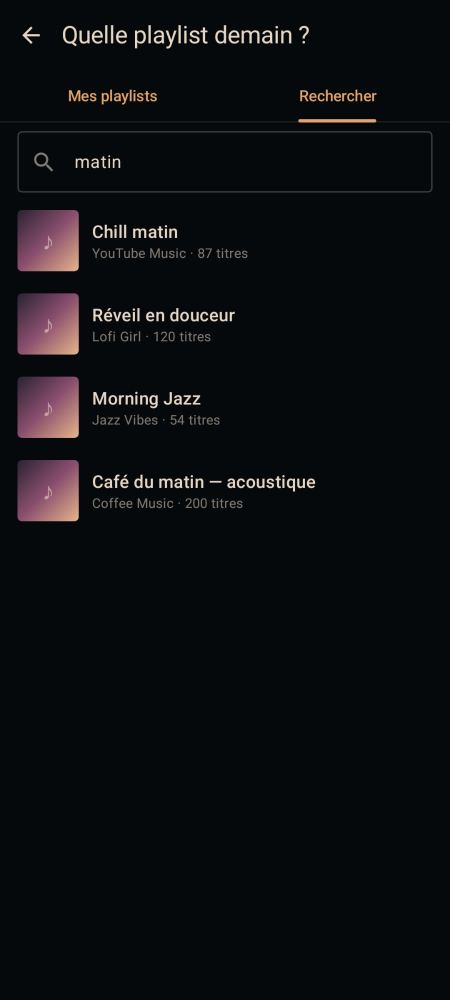 Quelle playlist demain ?
Mes playlists
Rechercher
matin
Chill matin
YouTube Music · 87 titres
Réveil en douceur
Lofi Girl · 120 titres
Morning Jazz
Jazz Vibes · 54 titres
Café du matin — acoustique
Coffee Music · 200 titres